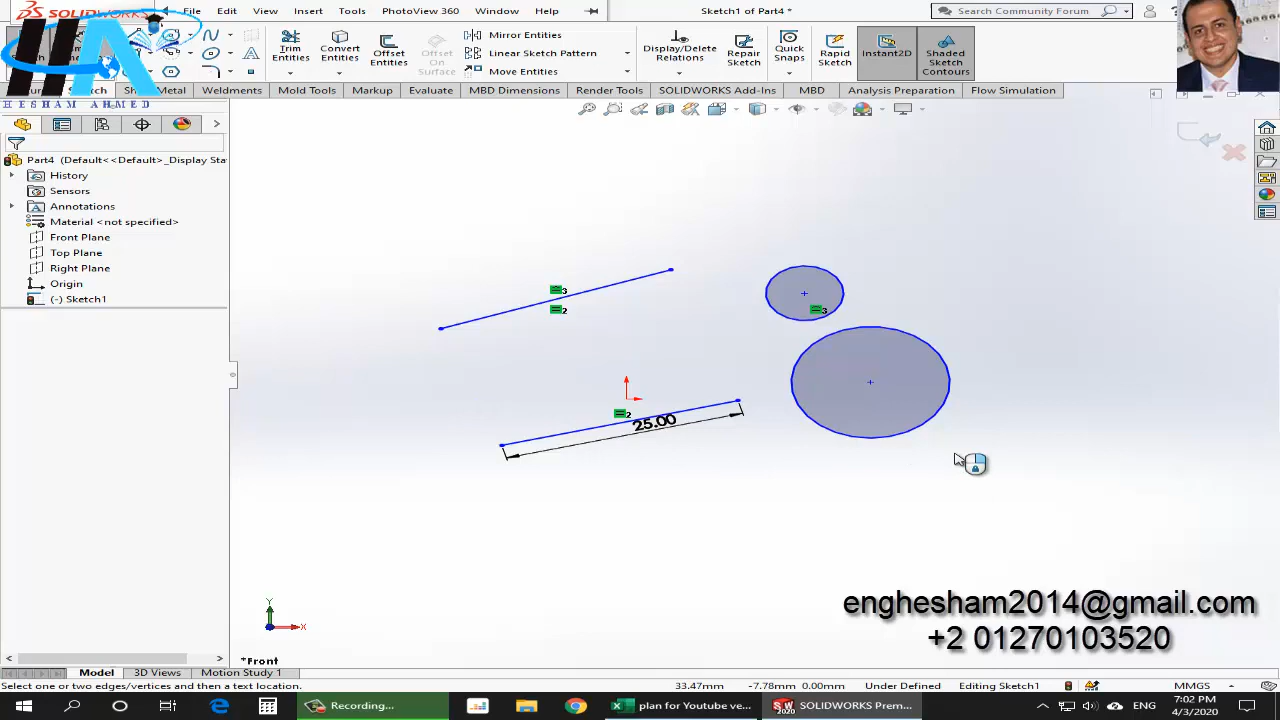 SOLIDWORKS File Edit View Insert Tools PhotoView 360 Window Help Sketch1 of Part4 * Search Community Forum
HA
HESHAM AHMED
Trim Entities Convert Entities Offset Entities Offset On Surface Mirror Entities Linear Sketch Pattern Move Entities Display/Delete Relations Repair Sketch Quick Snaps Rapid Sketch Instant2D Shaded Sketch Contours
Weldments Mold Tools Markup Evaluate MBD Dimensions Render Tools SOLIDWORKS Add-Ins MBD Analysis Preparation Flow Simulation
Part4 (Default<<Default>_Display Sta
History
Sensors
Annotations
Material <not specified>
Front Plane
Top Plane
Right Plane
Origin
(-) Sketch1
3
2
3
2
25.00
Y
X
*Front
enghesham2014@gmail.com
+2 01270103520
Model 3D Views Motion Study 1
Select one or two edges/vertices and then a text location. 33.47mm -7.78mm 0.00mm Under Defined Editing Sketch1 MMGS
Recording... plan for Youtube ve... SOLIDWORKS Prem... ENG 7:02 PM
4/3/2020